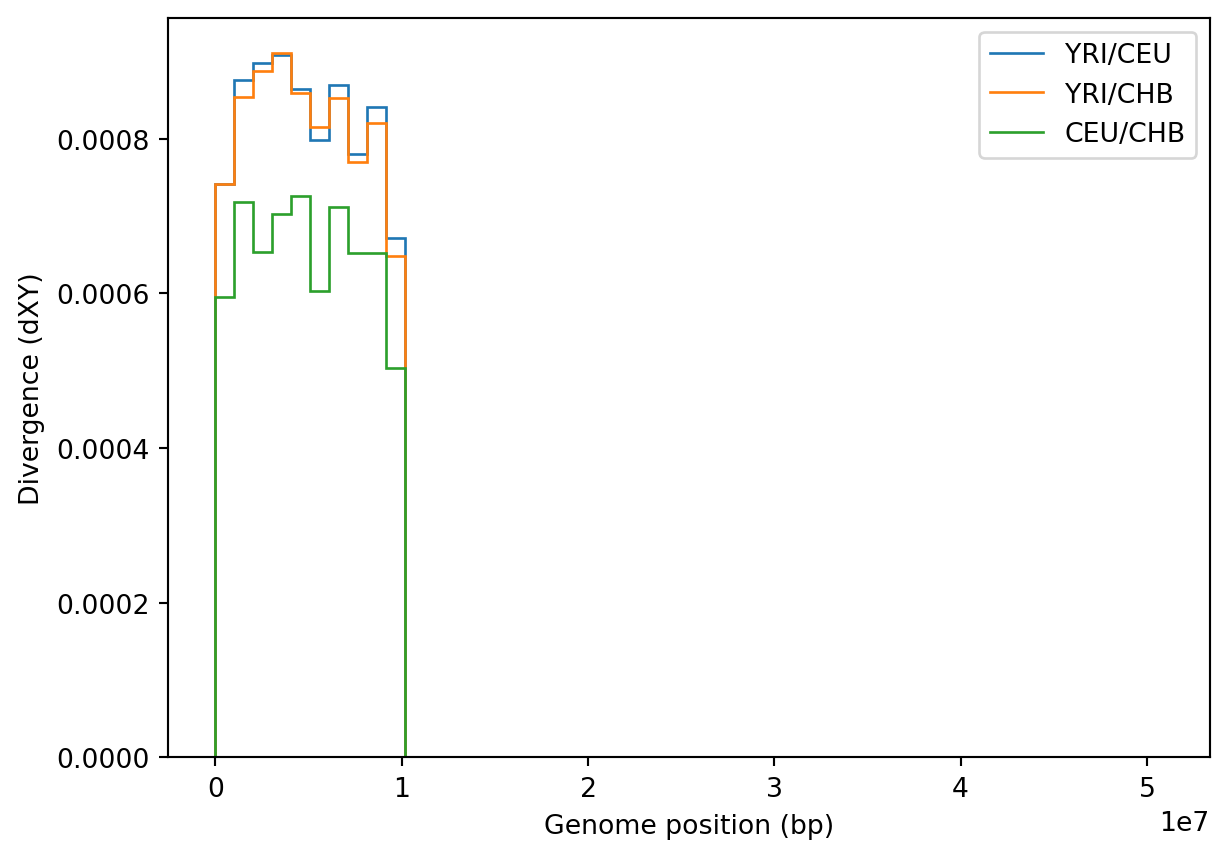 YRI/CEU
YRI/CHB
CEU/CHB
Divergence (dXY)
0.0008
0.0006
0.0004
0.0002
0.0000
0 1 2 3 4 5
1e7
Genome position (bp)